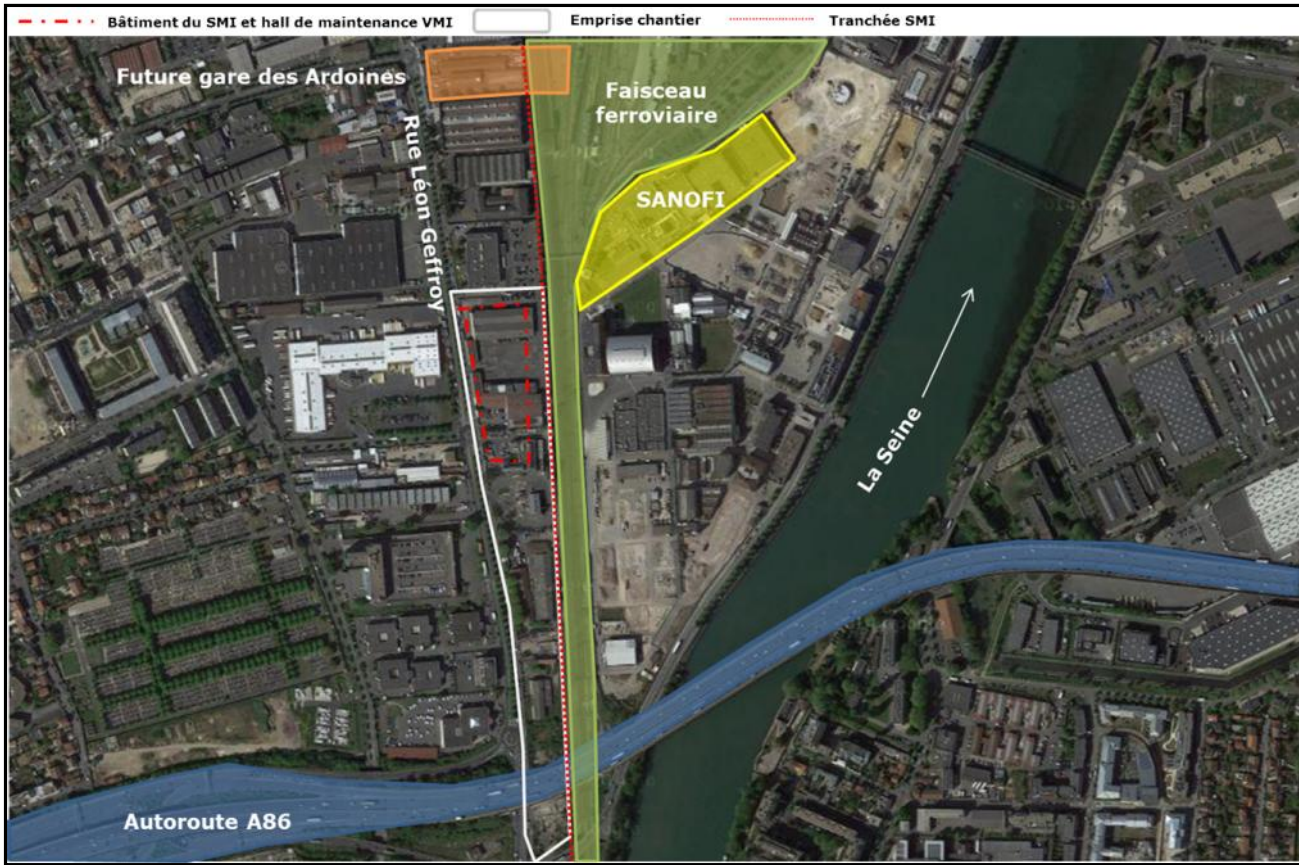 Bâtiment du SMI et hall de maintenance VMI
Emprise chantier
Tranchée SMI
Future gare des Ardoines
Faisceau
ferroviaire
Rue Léon Geffroy
SANOFI
La Seine
Autoroute A86